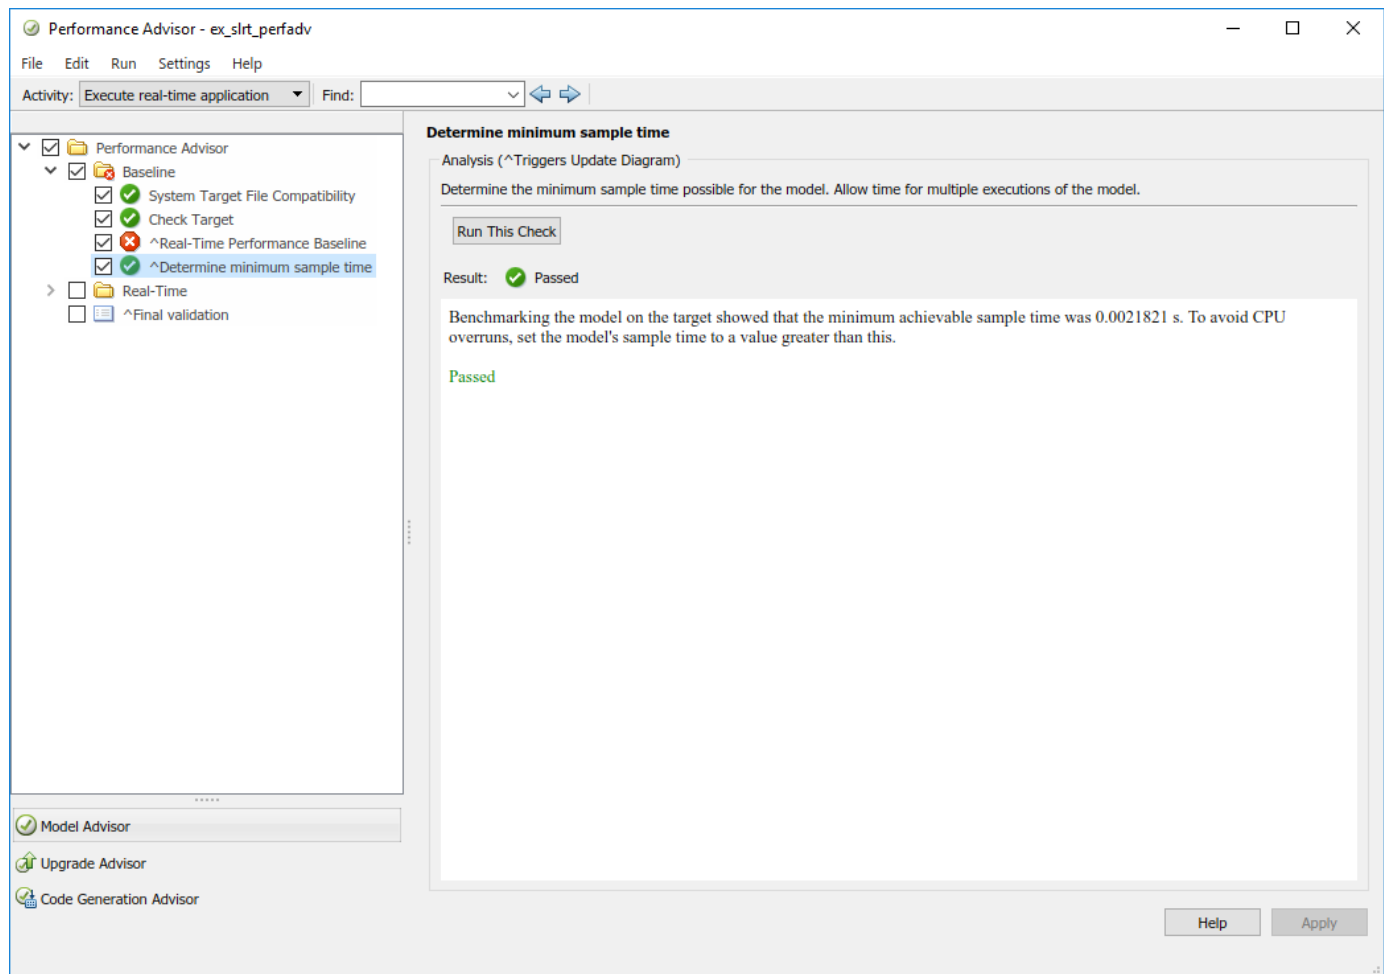 Performance Advisor - ex_slrt_perfadv
File Edit Run Settings Help
Activity: Execute real-time application Find:
Performance Advisor
Baseline
System Target File Compatibility
Check Target
^Real-Time Performance Baseline
^Determine minimum sample time
Real-Time
^Final validation
Model Advisor
Upgrade Advisor
Code Generation Advisor
Determine minimum sample time
Analysis (^Triggers Update Diagram)
Determine the minimum sample time possible for the model. Allow time for multiple executions of the model.
Run This Check
Result: Passed
Benchmarking the model on the target showed that the minimum achievable sample time was 0.0021821 s. To avoid CPU
overruns, set the model's sample time to a value greater than this.
Passed
Help Apply